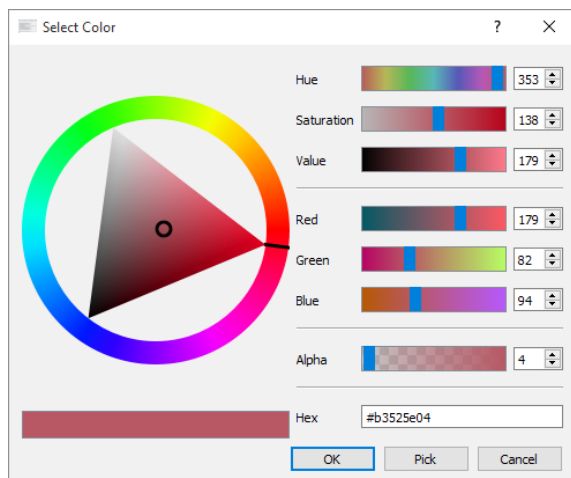 Select Color ?
Hue 353
Saturation 138
Value 179
Red 179
Green 82
Blue 94
Alpha 4
Hex #b3525e04
OK Pick Cancel